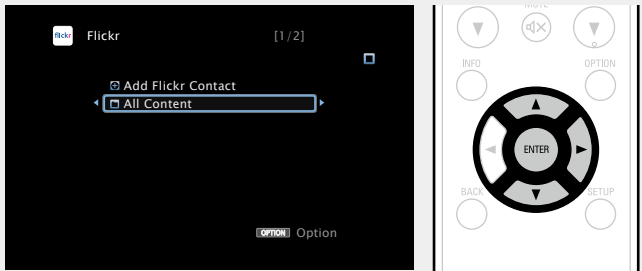 flickr Flickr [1/2]
Add Flickr Contact
All Content
OPTION Option
MUTE
INFO OPTION
ENTER
BACK SETUP